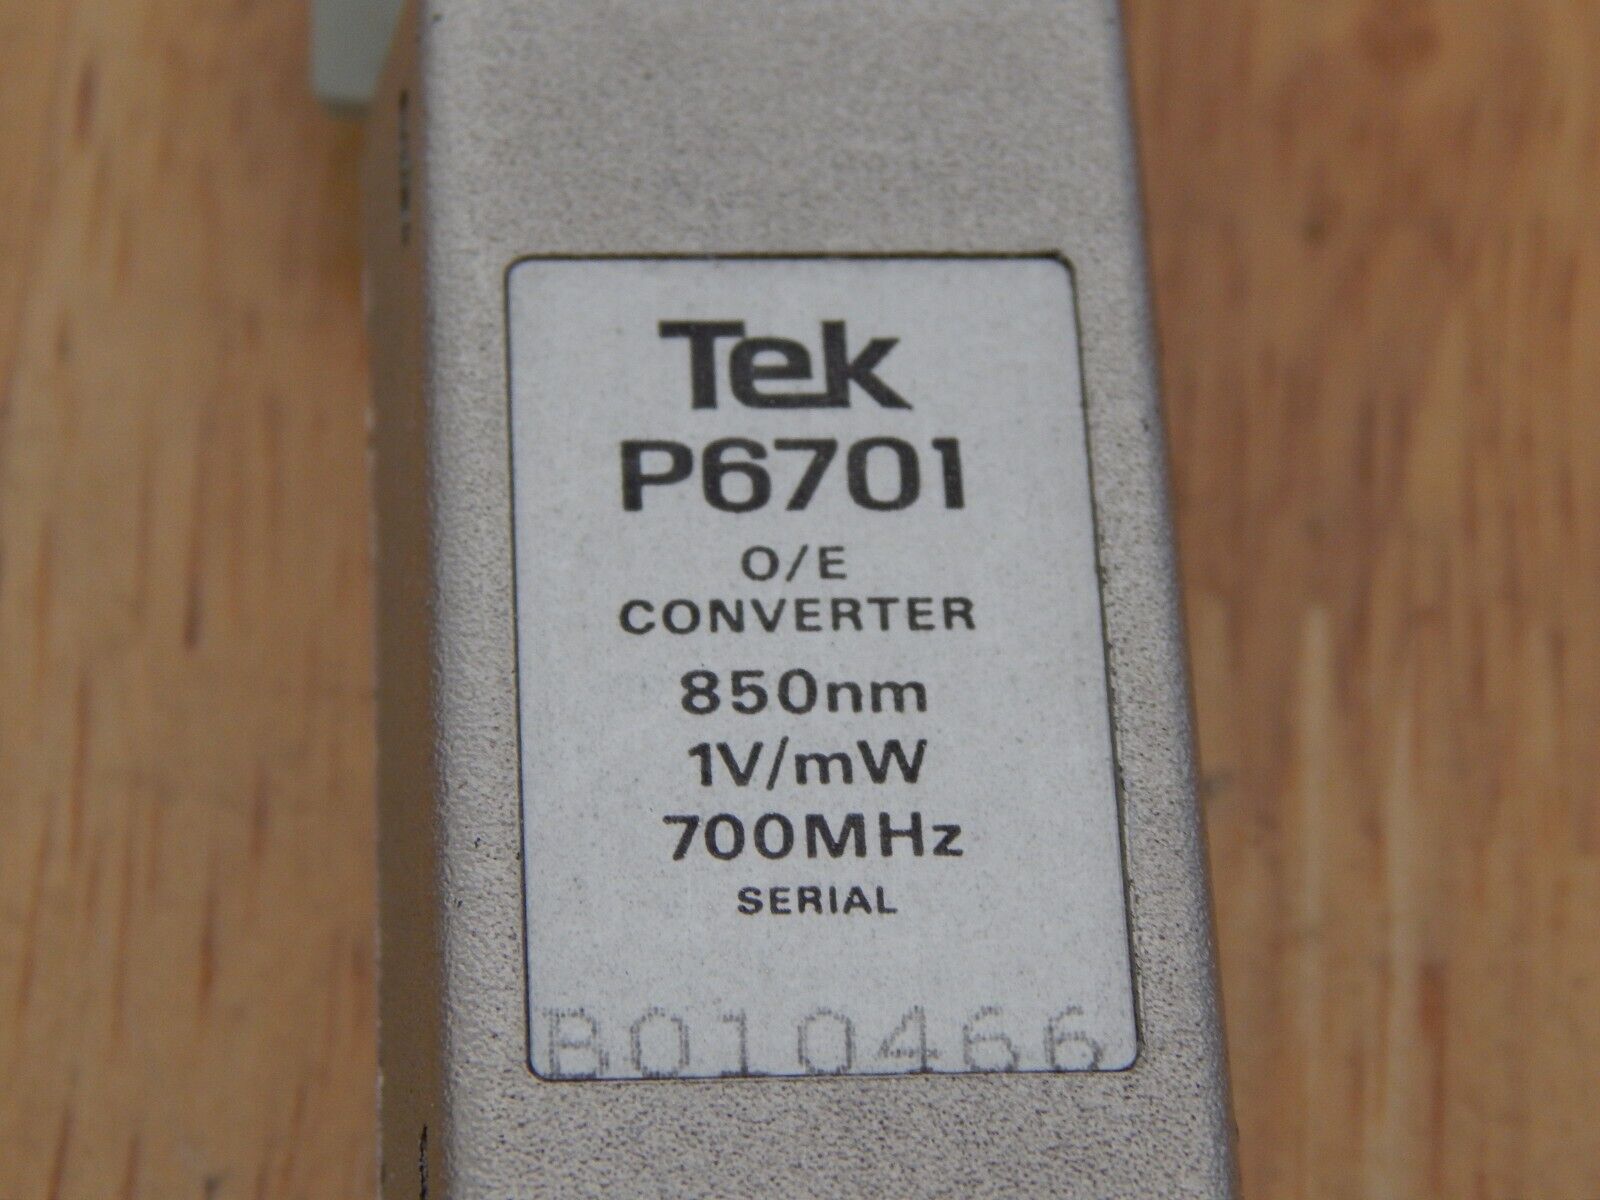 Tek
P6701
O/E
CONVERTER
850nm
1V/mW
700MHz
SERIAL
B010466